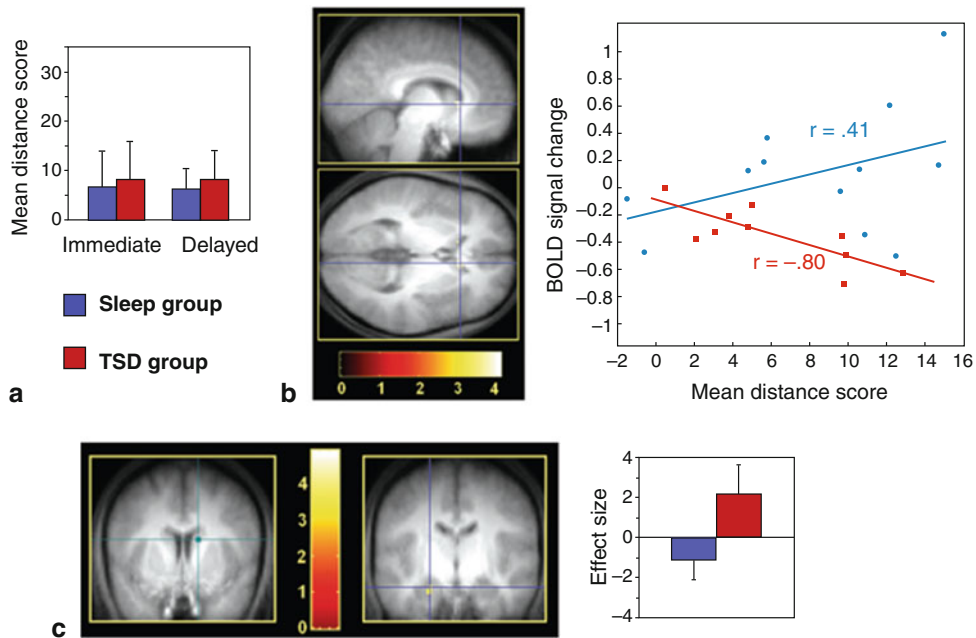 a
Mean distance score
30
20
10
0
Immediate Delayed
Sleep group
TSD group
b
0 1 2 3 4
BOLD signal change
1
0.6
0.4
0.2
0
–0.2
–0.4
–0.6
–0.8
–1
r = .41
r = –.80
–2 0 2 4 6 8 10 12 14 16
Mean distance score
c
4
3
2
1
0
Effect size
4
2
0
–2
–4